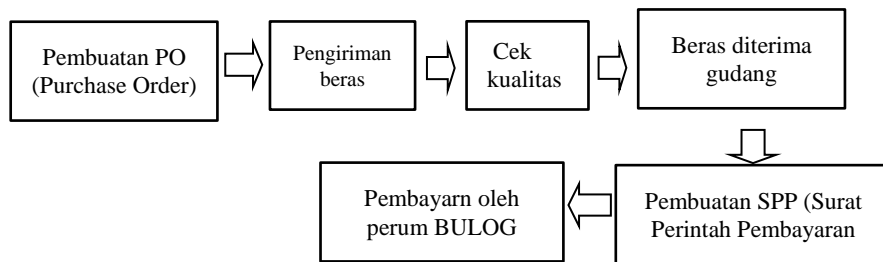 Pembuatan PO
(Purchase Order)
Pengiriman
beras
Cek
kualitas
Beras diterima
gudang
Pembuatan SPP (Surat
Perintah Pembayaran
Pembayarn oleh
perum BULOG